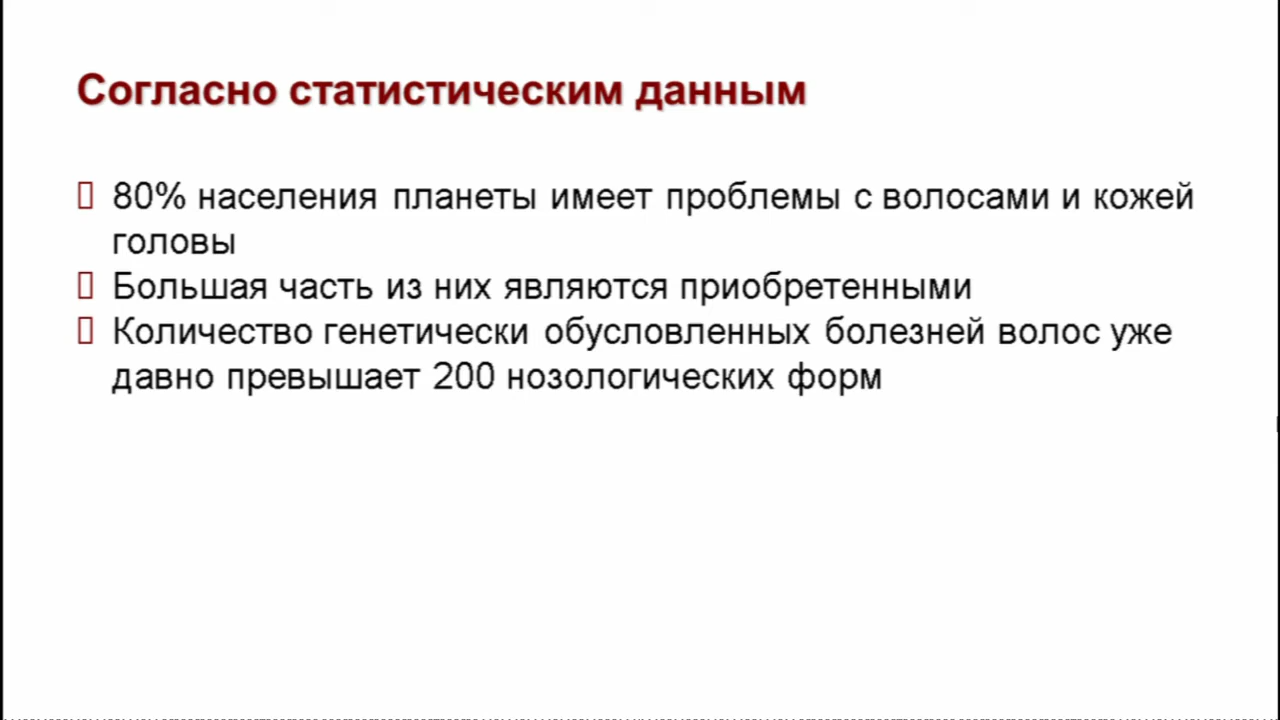 Согласно статистическим данным
80% населения планеты имеет проблемы с волосами и кожей
головы
Большая часть из них являются приобретенными
Количество генетически обусловленных болезней волос уже
давно превышает 200 нозологических форм